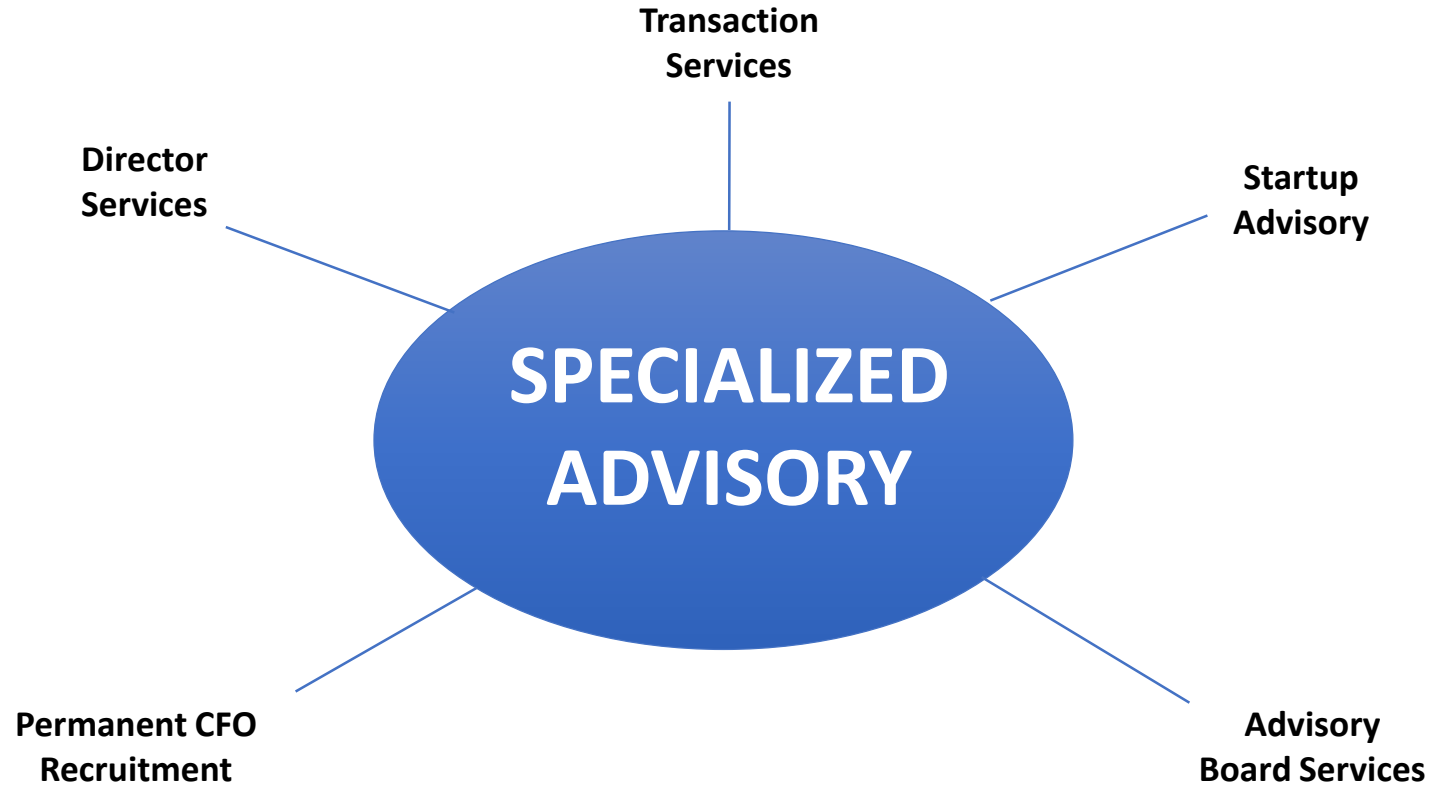 Transaction
Services
Director
Services
Startup
Advisory
SPECIALIZED
ADVISORY
Permanent CFO
Recruitment
Advisory
Board Services